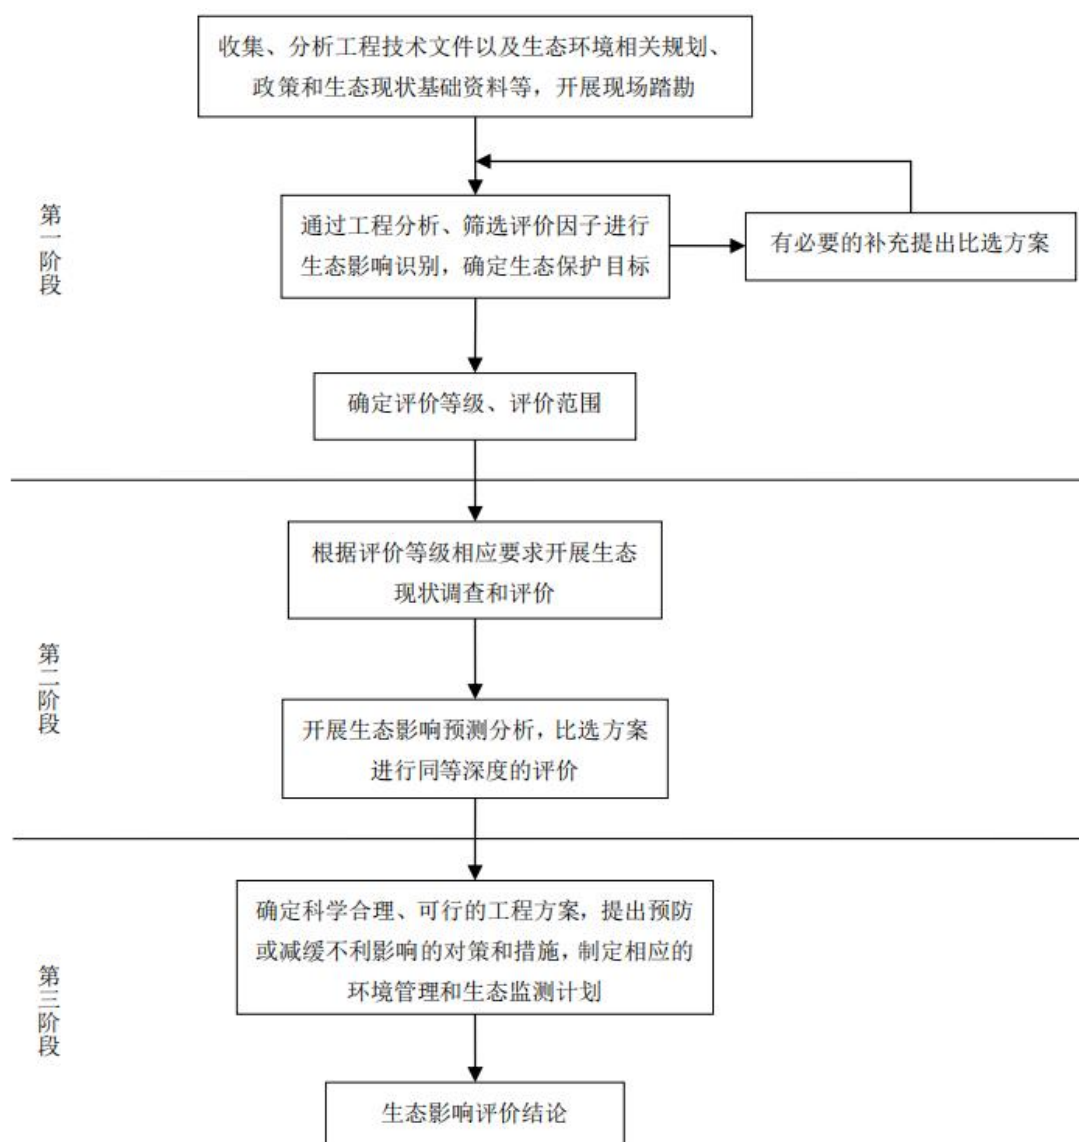 收集、分析工程技术文件以及生态环境相关规划、
政策和生态现状基础资料等，开展现场踏勘
第一阶段
通过工程分析、筛选评价因子进行
生态影响识别，确定生态保护目标
有必要的补充提出比选方案
确定评价等级、评价范围
根据评价等级相应要求开展生态
现状调查和评价
第二阶段
开展生态影响预测分析，比选方案
进行同等深度的评价
确定科学合理、可行的工程方案，提出预防
或减缓不利影响的对策和措施，制定相应的
环境管理和生态监测计划
第三阶段
生态影响评价结论